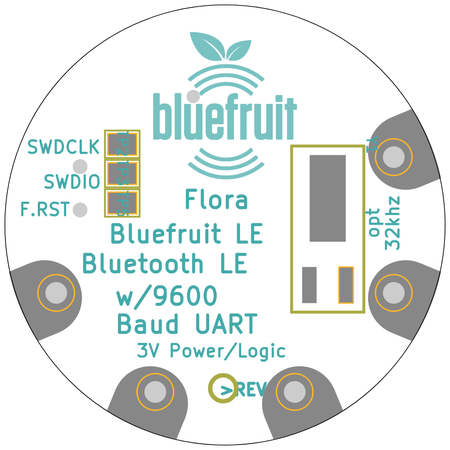 bluefruit
SWDCLK
SWDIO
F.RST
Flora
Bluefruit LE
Bluetooth LE
w/9600
Baud UART
3V Power/Logic
>REV
opt
32khz